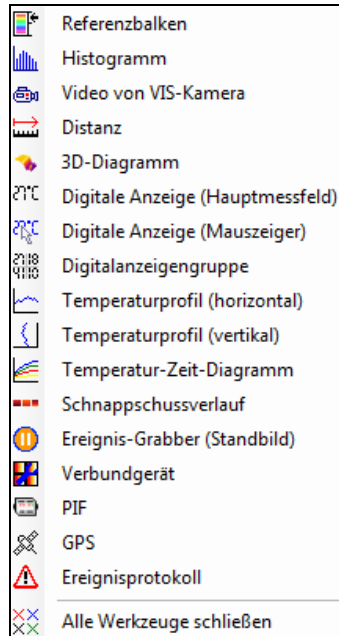 Referenzbalken
Histogramm
Video von VIS-Kamera
Distanz
3D-Diagramm
Digitale Anzeige (Hauptmessfeld)
Digitale Anzeige (Mauszeiger)
Digitalanzeigengruppe
Temperaturprofil (horizontal)
Temperaturprofil (vertikal)
Temperatur-Zeit-Diagramm
Schnappschussverlauf
Ereignis-Grabber (Standbild)
Verbundgerät
PIF
GPS
Ereignisprotokoll
Alle Werkzeuge schließen